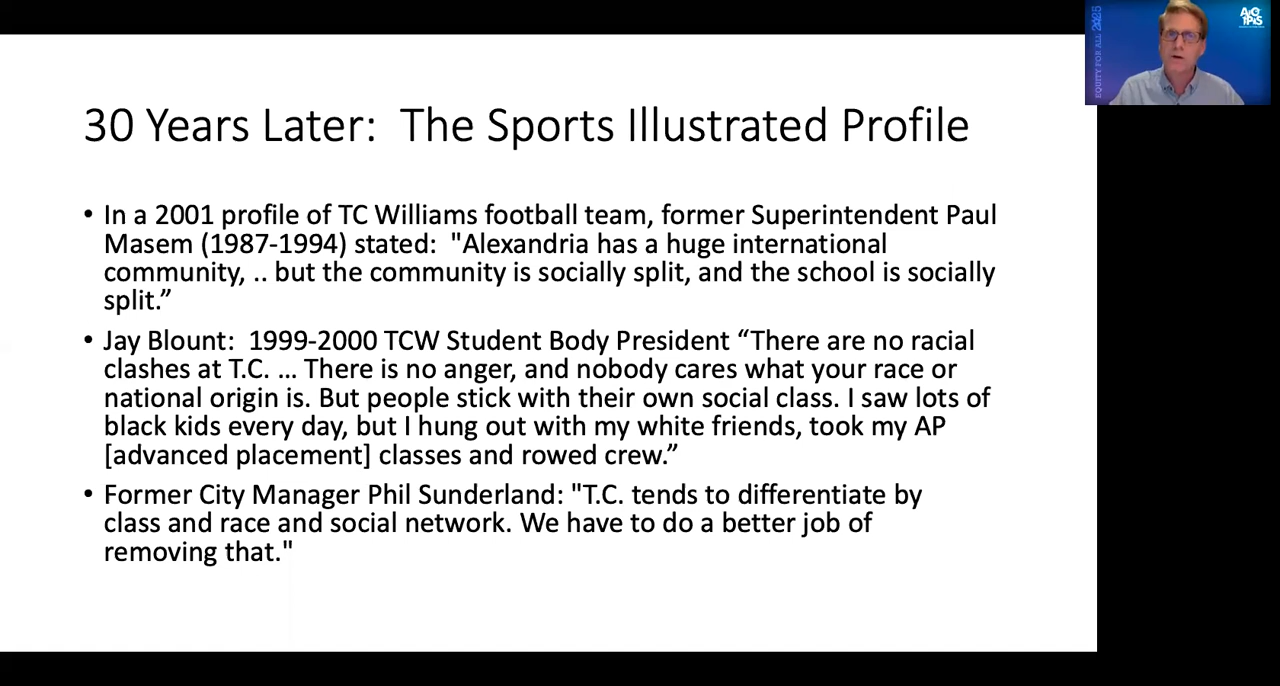 30 Years Later:  The Sports Illustrated Profile
• In a 2001 profile of TC Williams football team, former Superintendent Paul
Masem (1987-1994) stated:  "Alexandria has a huge international
community, .. but the community is socially split, and the school is socially
split.”
• Jay Blount:  1999-2000 TCW Student Body President “There are no racial
clashes at T.C. ... There is no anger, and nobody cares what your race or
national origin is. But people stick with their own social class. I saw lots of
black kids every day, but I hung out with my white friends, took my AP
[advanced placement] classes and rowed crew.”
• Former City Manager Phil Sunderland: "T.C. tends to differentiate by
class and race and social network. We have to do a better job of
removing that."
EQUITY FOR ALL 2025